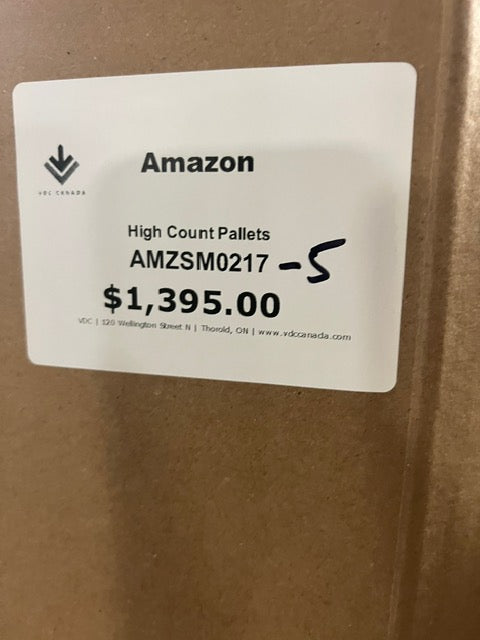 VDC CANADA
Amazon
High Count Pallets
AMZSM0217 -5
$1,395.00
VDC | 120 Wellington Street N | Thorold, ON | www.vdccanada.com